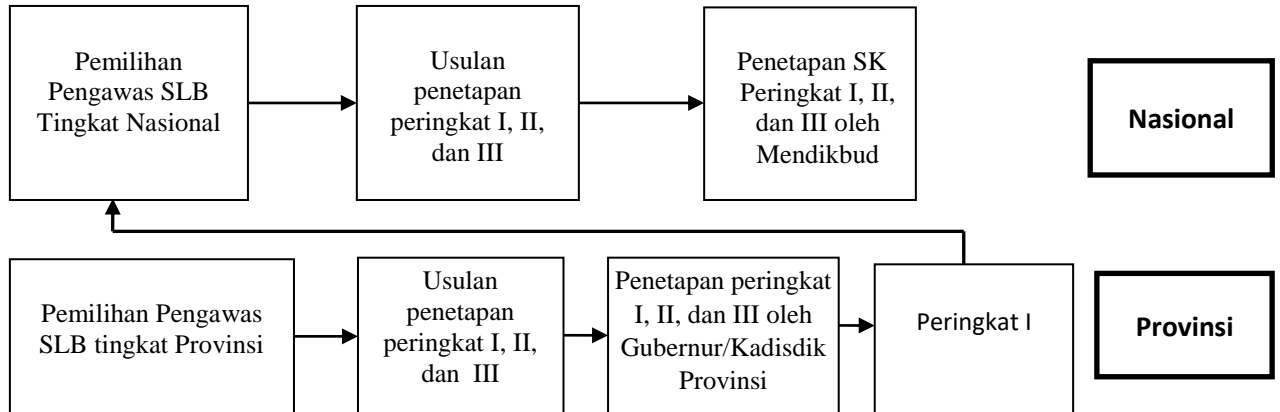 Pemilihan
Pengawas SLB
Tingkat Nasional
Usulan
penetapan
peringkat I, II,
dan III
Penetapan SK
Peringkat I, II,
dan III oleh
Mendikbud
Nasional
Pemilihan Pengawas
SLB tingkat Provinsi
Usulan
penetapan
peringkat I, II,
dan III
Penetapan peringkat
I, II, dan III oleh
Gubernur/Kadisdik
Provinsi
Peringkat I
Provinsi